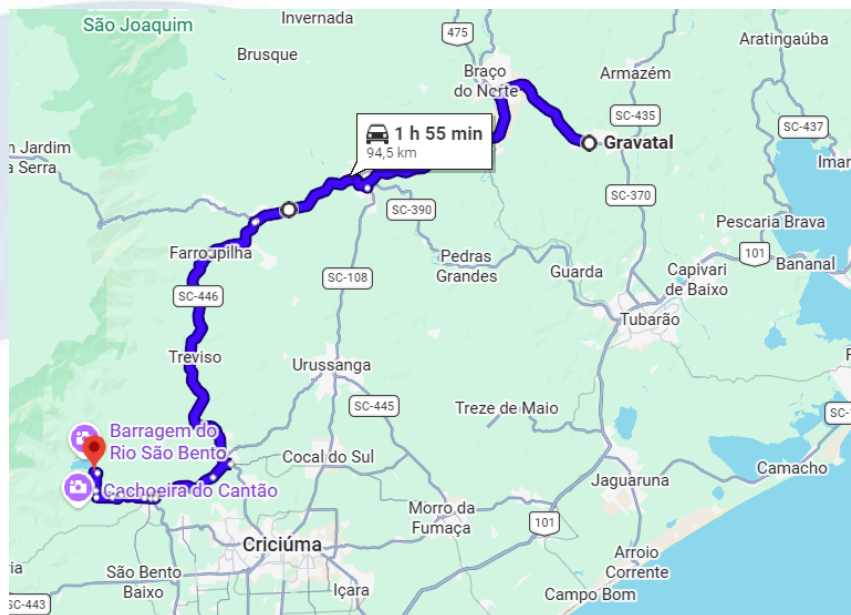 São Joaquim
Invernada
475
Aratingaúba
Brusque
Braço
do Norte
Armazém
1 h 55 min
94,5 km
SC-435
Gravatal
SC-437
m Jardim
a Serra
Imar
SC-390
SC-370
Pescaria Brava
Farroupilha
Pedras
Grandes
Guarda
Capivari
de Baixo
101
Bananal
SC-108
SC-446
Tubarão
Treviso
Urussanga
SC-445
Treze de Maio
SC-1
Barragem do
Rio São Bento
Cocal do Sul
Camacho
Cachoeira do Cantão
Jaguaruna
Morro da
Fumaça
101
Criciúma
São Bento
Baixo
Içara
Arroio
Corrente
Campo Bom
SC-443